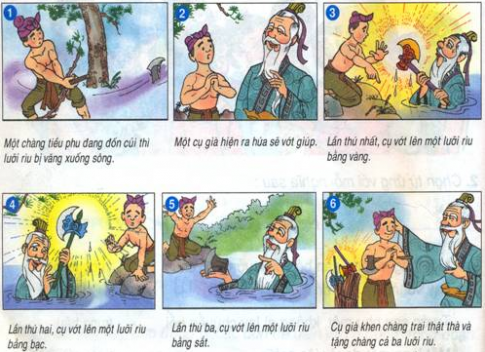 1
2
3
Một chàng tiều phu đang đốn củi thì
lưỡi rìu bị văng xuống sông.
Một cụ già hiện ra hứa sẽ vớt giúp.
Lần thứ nhất, cụ vớt lên một lưỡi rìu
bằng vàng.
4
5
6
Lần thứ hai, cụ vớt lên một lưỡi rìu
bằng bạc.
Lần thứ ba, cụ vớt lên một lưỡi rìu
bằng sắt.
Cụ già khen chàng trai thật thà và
tặng chàng cả ba lưỡi rìu.